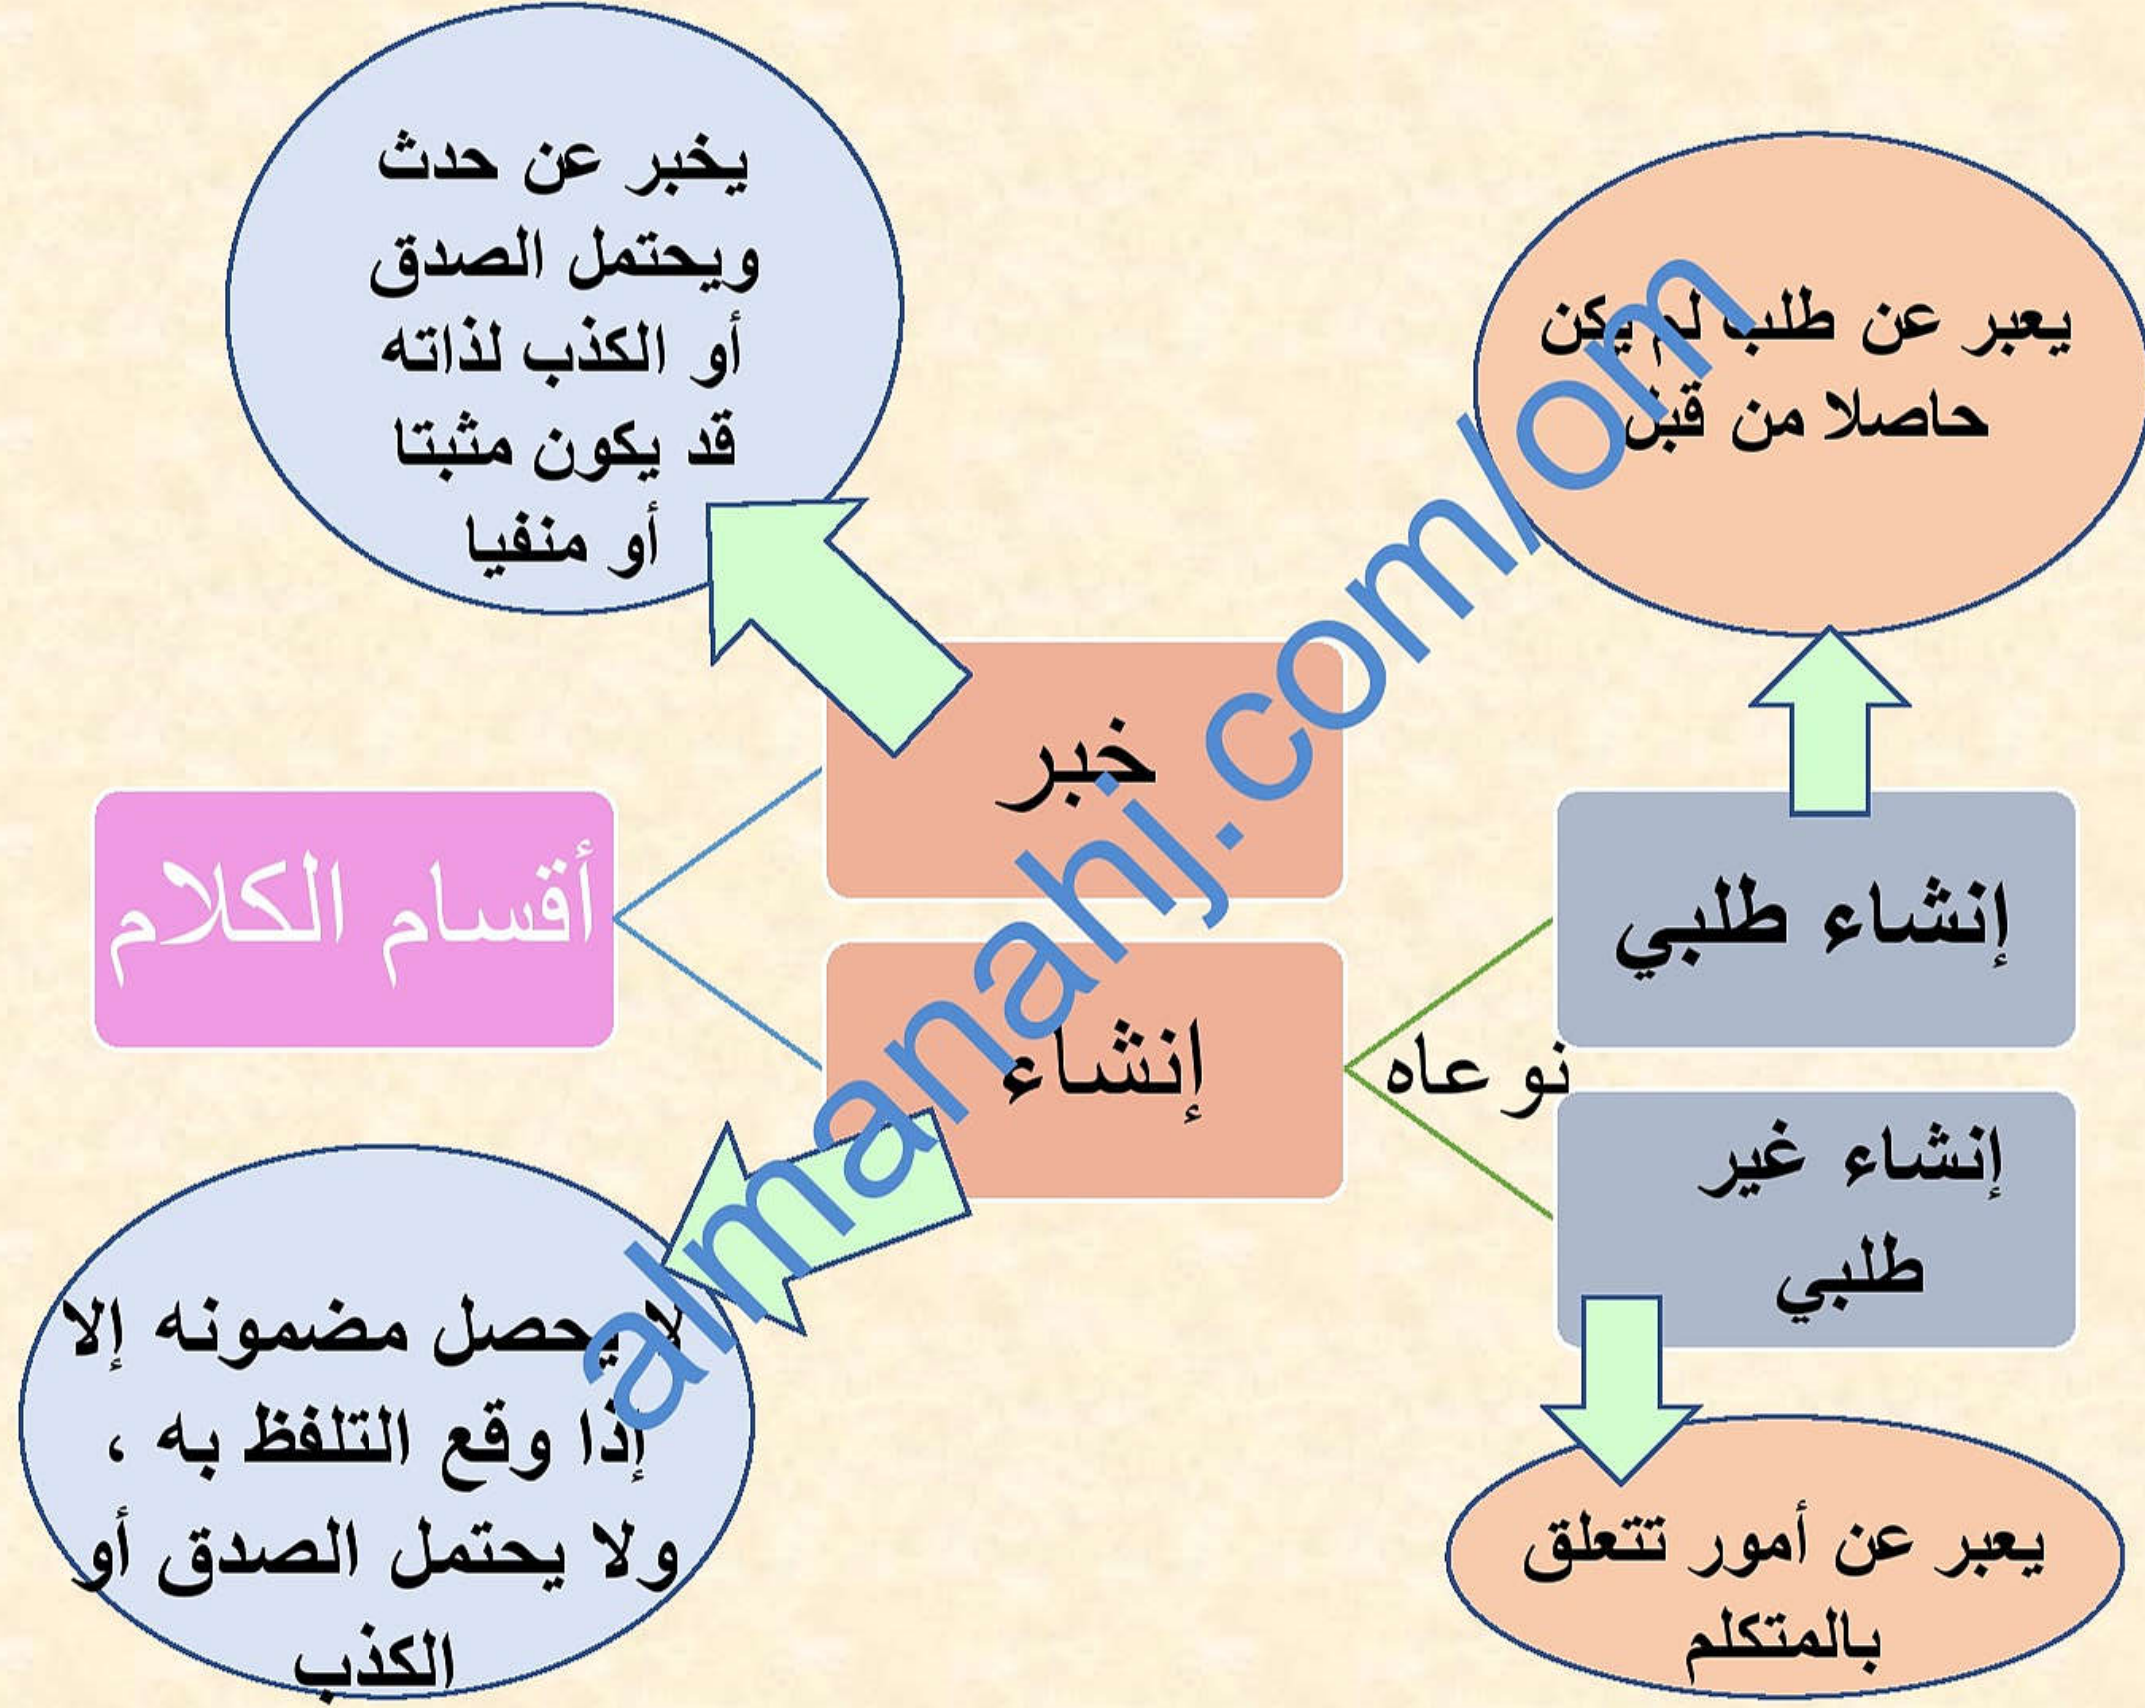 أقسام الكلام
خبر
يخبر عن حدث
ويحتمل الصدق
أو الكذب لذاته
قد يكون مثبتا
أو منفيا
إنشاء
لا يحصل مضمونه إلا
إذا وقع التلفظ به ،
ولا يحتمل الصدق أو
الكذب
نوعاه
إنشاء طلبي
يعبر عن طلب لم يكن
حاصلا من قبل
إنشاء غير
طلبي
يعبر عن أمور تتعلق
بالمتكلم
almanahj.com/om